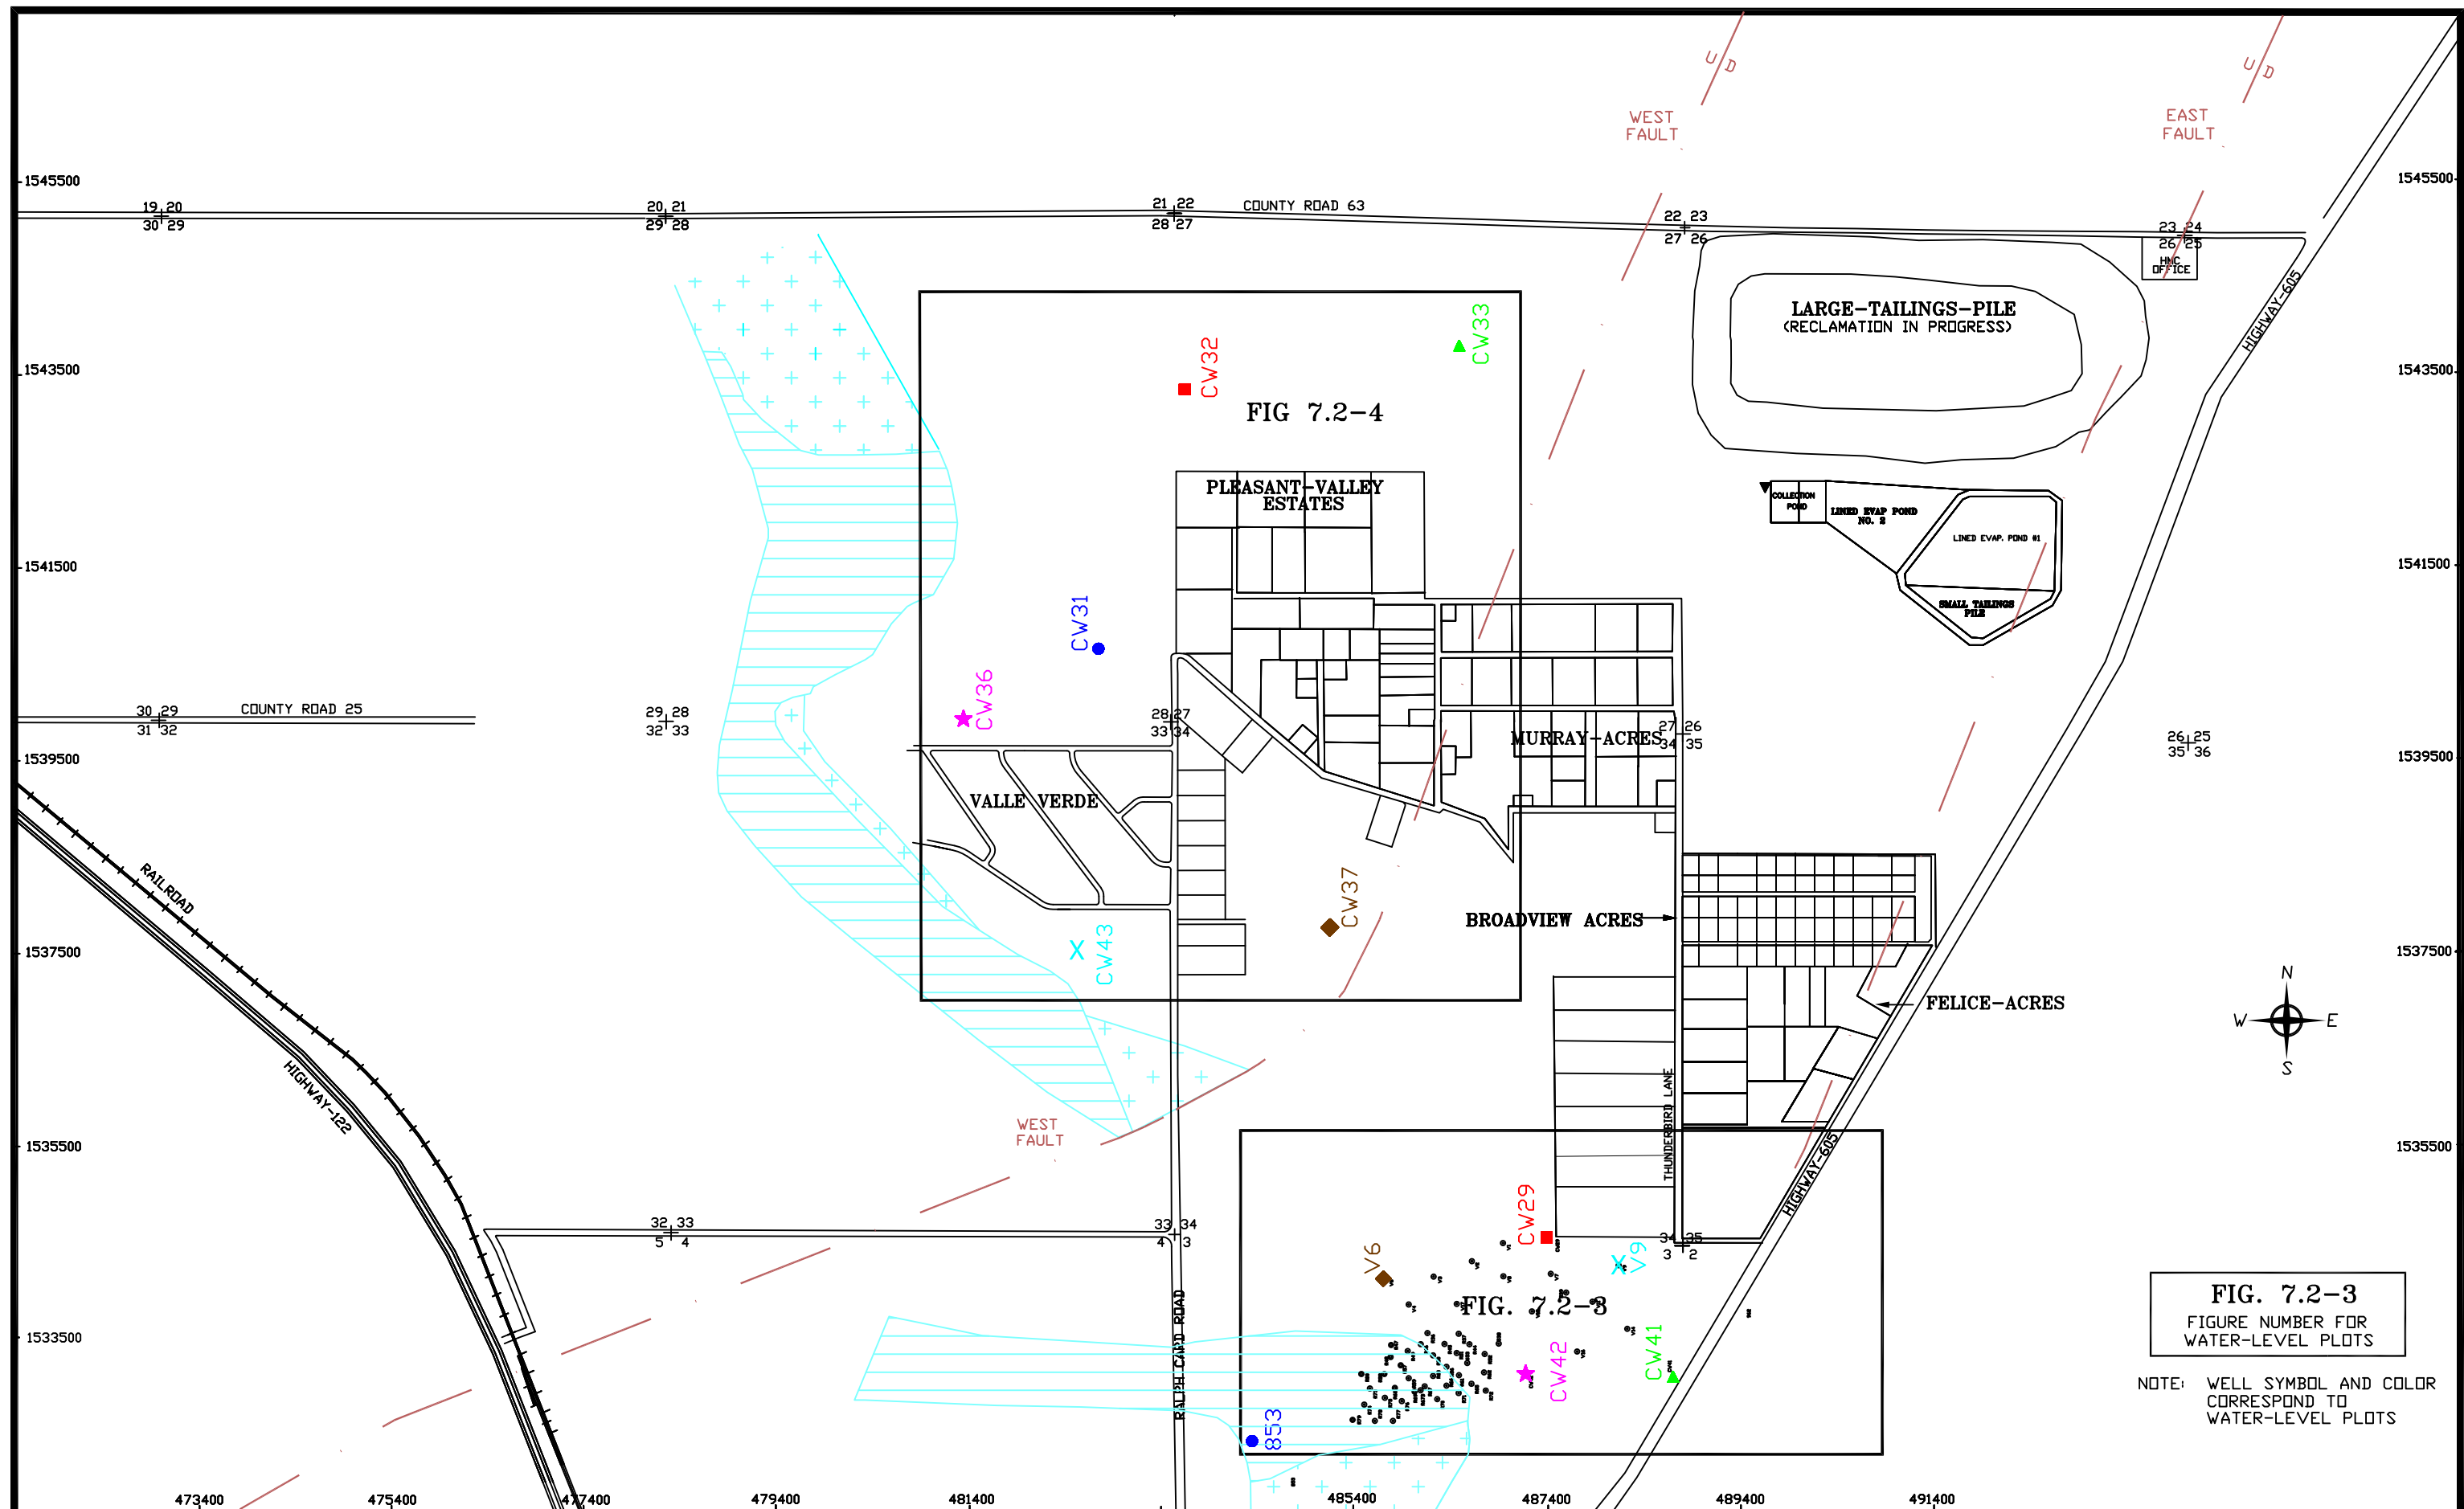 U D
U D
WEST
FAULT
EAST
FAULT
1545500
1545500
19 20
30 29
20 21
29 28
21 22
28 27
COUNTY ROAD 63
22 23
27 26
23 24
26 25
HMC
OFFICE
HIGHWAY-605
LARGE-TAILINGS-PILE
(RECLAMATION IN PROGRESS)
CW33
CW32
1543500
1543500
FIG 7.2-4
PLEASANT-VALLEY
ESTATES
COLLECTION
POND
LINED EVAP POND
NO. 2
LINED EVAP. POND #1
1541500
1541500
SMALL TAILINGS
PILE
CW31
CW36
30 29
31 32
COUNTY ROAD 25
29 28
32 33
28 27
33 34
27 26
34 35
26 25
35 36
MURRAY-ACRES
1539500
1539500
VALLE VERDE
RAILROAD
CW37
BROADVIEW ACRES
CW43
X
1537500
1537500
FELICE-ACRES
N
W E
S
HIGHWAY-122
THUNDERBIRD LANE
WEST
FAULT
1535500
1535500
HIGHWAY-605
32 33
5 4
33 34
4 3
34 35
3 2
CW29
V6
X
V9
FIG. 7.2-3
RALPH CARD ROAD
1533500
CW42
CW41
853
FIG. 7.2-3
FIGURE NUMBER FOR
WATER-LEVEL PLOTS
NOTE: WELL SYMBOL AND COLOR
CORRESPOND TO
WATER-LEVEL PLOTS
473400
475400
477400
479400
481400
485400
487400
489400
491400